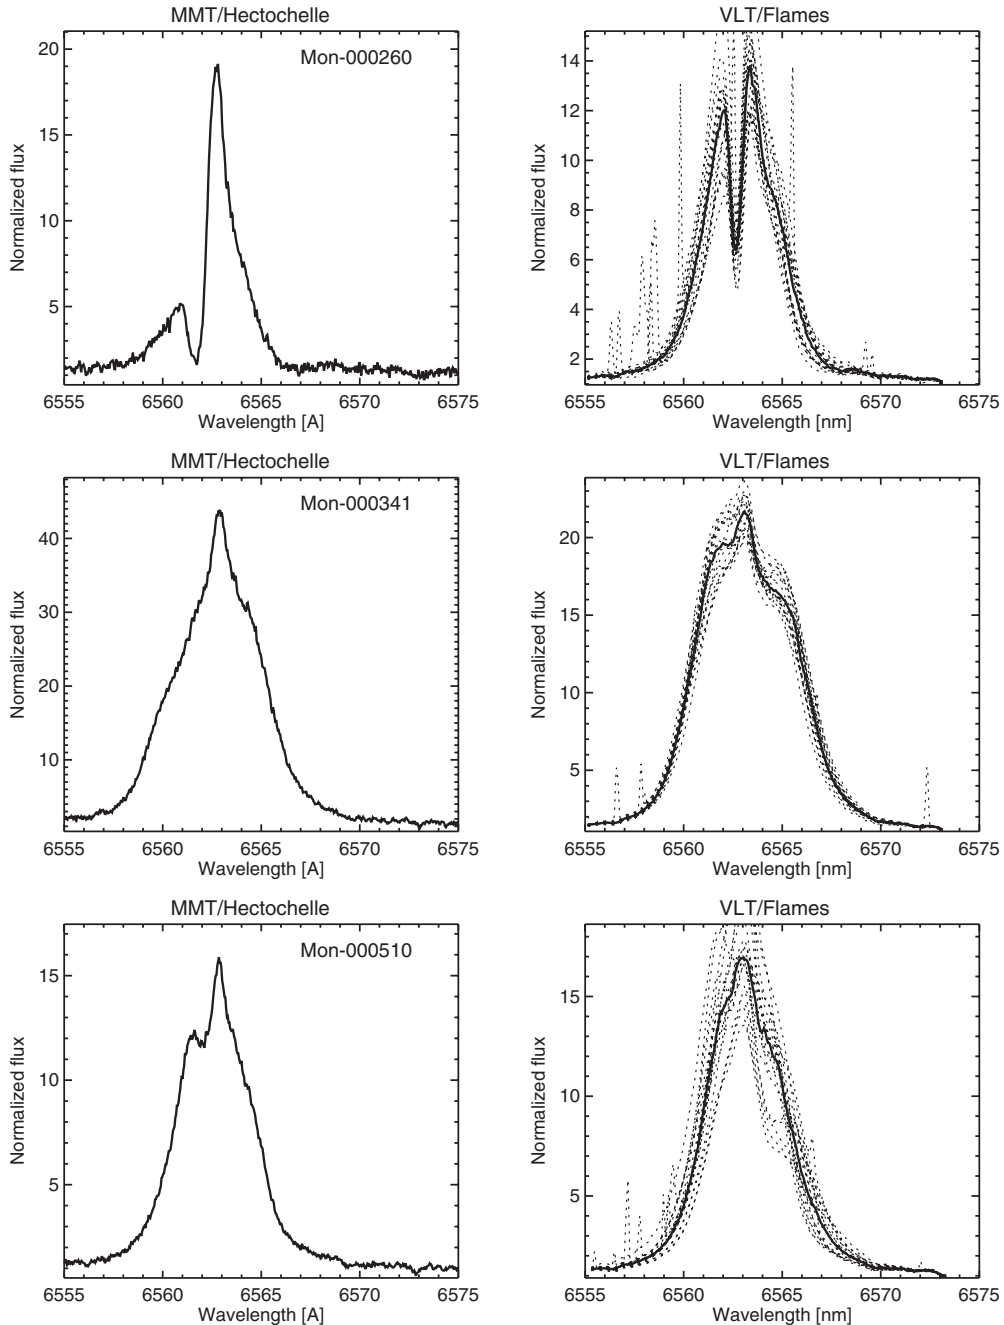 MMT/Hectochelle
VLT/Flames
Mon-000260
Normalized flux
20
15
10
5
6555 6560 6565 6570 6575
Wavelength [A]
Normalized flux
14
12
10
8
6
4
2
6555 6560 6565 6570 6575
Wavelength [nm]
MMT/Hectochelle
VLT/Flames
Mon-000341
Normalized flux
40
30
20
10
6555 6560 6565 6570 6575
Wavelength [A]
Normalized flux
20
15
10
5
6555 6560 6565 6570 6575
Wavelength [nm]
MMT/Hectochelle
VLT/Flames
Mon-000510
Normalized flux
15
10
5
6555 6560 6565 6570 6575
Wavelength [A]
Normalized flux
15
10
5
6555 6560 6565 6570 6575
Wavelength [nm]